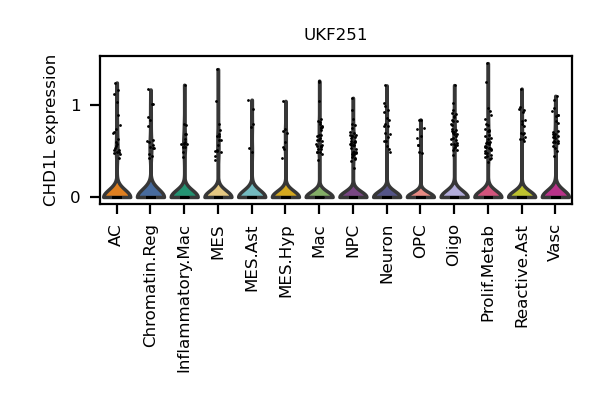 UKF251
CHD1L expression
1
0
AC
Chromatin.Reg
Inflammatory.Mac
MES
MES.Ast
MES.Hyp
Mac
NPC
Neuron
OPC
Oligo
Prolif.Metab
Reactive.Ast
Vasc